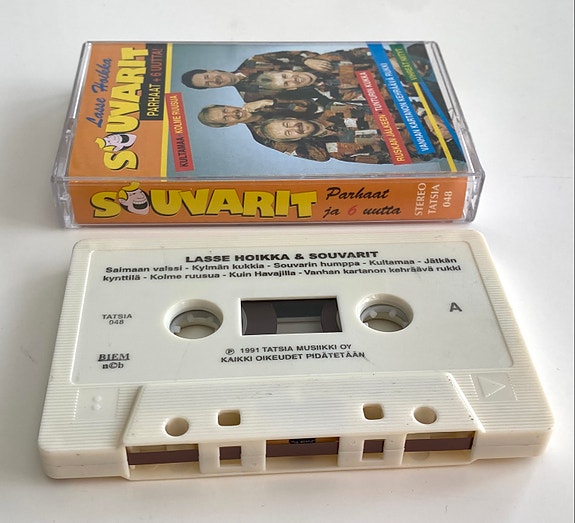 Lasse Hoikka
SOUVARIT
PARHAAT + 6 UUTTA!
KULTAMAA · KOLME RUUSUA
RUSKAN JÄLKEEN · TUNTURIN KUKKA
VANHAN KARTANON KEHRÄÄVÄ RUKKI
SOUVARIT
Parhaat
ja 6 uutta
STEREO
TATSIA
048
LASSE HOIKKA & SOUVARIT
Saimaan valssi - Kylmän kukkia - Souvarin humppa - Kultamaa - Jätkän
kynttilä - Kolme ruusua - Kuin Havajilla - Vanhan kartanon kehräävä rukki
TATSIA
048
A
BIEM
n©b
℗ 1991 TATSIA MUSIIKKI OY
KAIKKI OIKEUDET PIDÄTETÄÄN